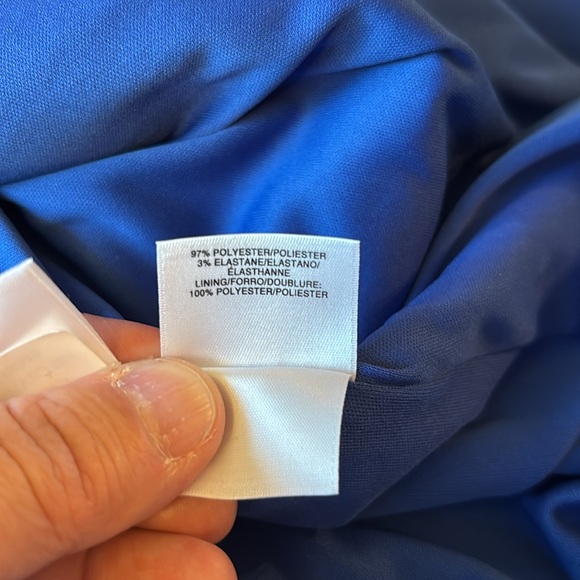 97% POLYESTER/POLIESTER
3% ELASTANE/ELASTANO/
ÉLASTHANNE
LINING/FORRO/DOUBLURE:
100% POLYESTER/POLIESTER